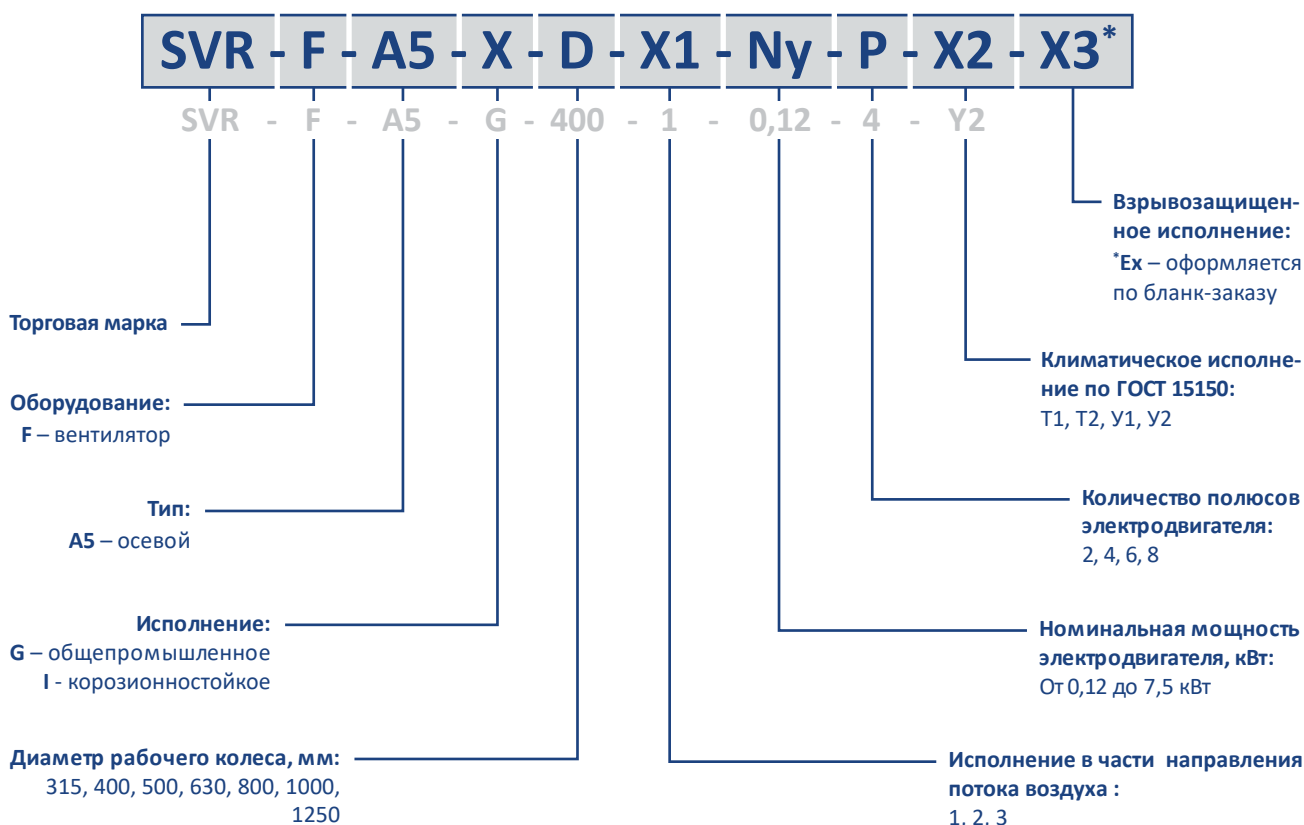 SVR - F - A5 - X - D - X1 - Ny - P - X2 - X3*
SVR - F - A5 - G - 400 - 1 - 0,12 - 4 - Y2
Взрывозащищен-
ное исполнение:
*Ex – оформляется
по бланк-заказу
Торговая марка
Климатическое исполне-
ние по ГОСТ 15150:
Т1, Т2, У1, У2
Оборудование:
F – вентилятор
Тип:
A5 – осевой
Количество полюсов
электродвигателя:
2, 4, 6, 8
Исполнение:
G – общепромышленное
I - корозионностойкое
Номинальная мощность
электродвигателя, кВт:
От 0,12 до 7,5 кВт
Диаметр рабочего колеса, мм:
315, 400, 500, 630, 800, 1000,
1250
Исполнение в части направления
потока воздуха :
1, 2, 3